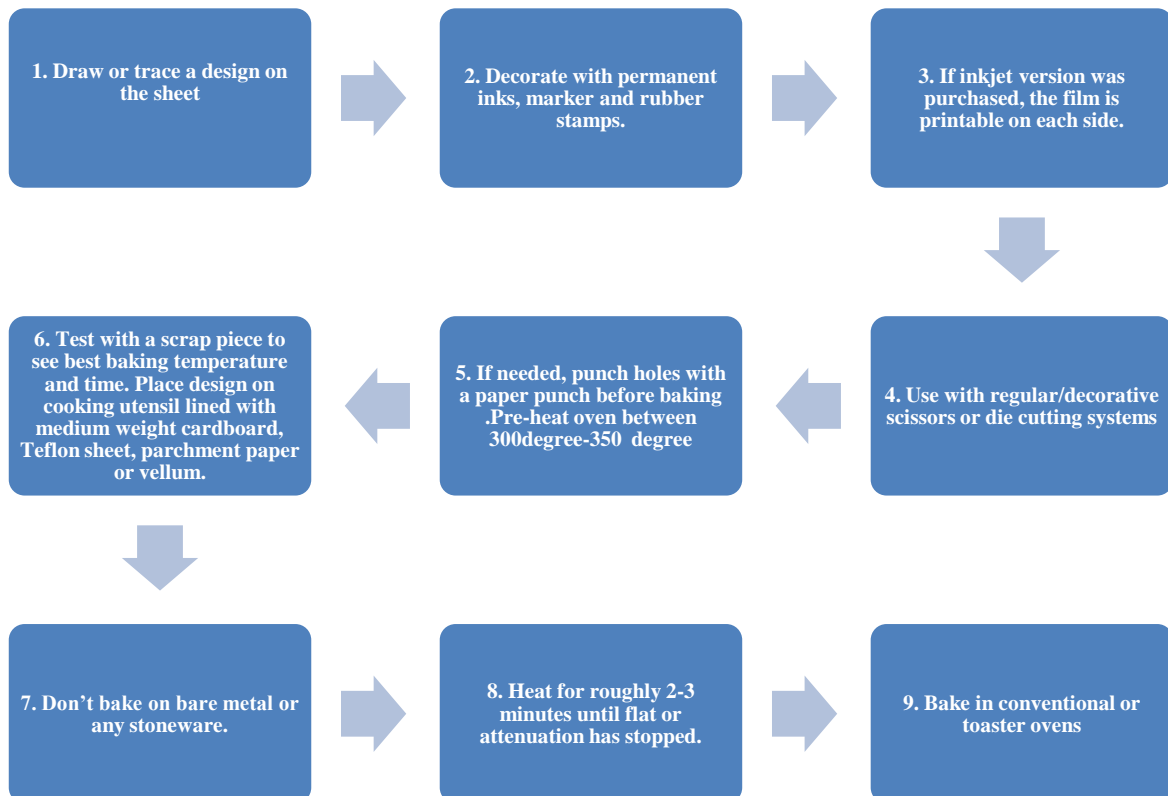 1. Draw or trace a design on
the sheet
2. Decorate with permanent
inks, marker and rubber
stamps.
3. If inkjet version was
purchased, the film is
printable on each side.
4. Use with regular/decorative
scissors or die cutting systems
5. If needed, punch holes with
a paper punch before baking
.Pre-heat oven between
300degree-350 degree
6. Test with a scrap piece to
see best baking temperature
and time. Place design on
cooking utensil lined with
medium weight cardboard,
Teflon sheet, parchment paper
or vellum.
7. Don’t bake on bare metal or
any stoneware.
8. Heat for roughly 2-3
minutes until flat or
attenuation has stopped.
9. Bake in conventional or
toaster ovens